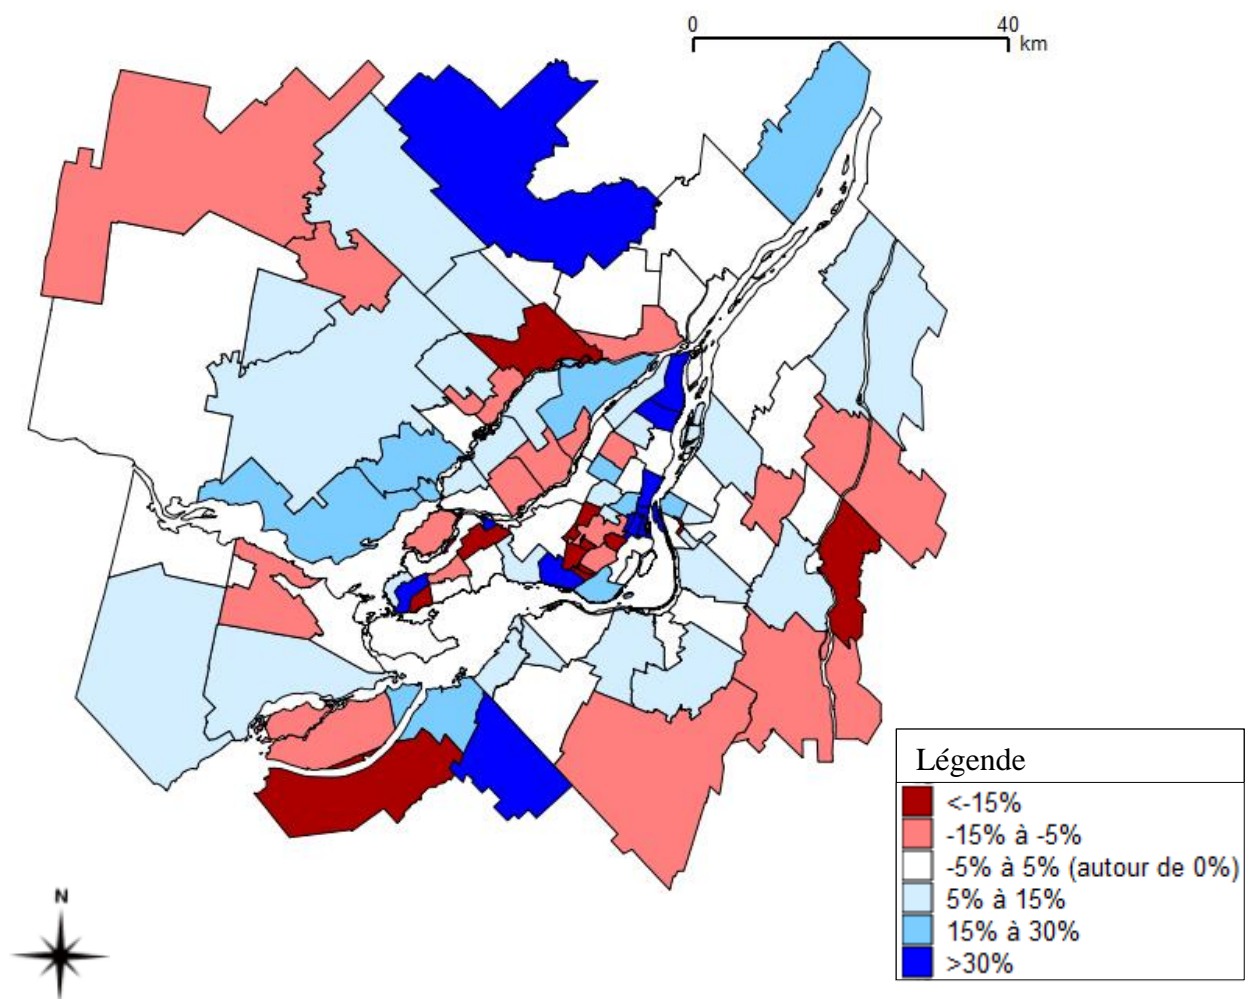 0 40
km
Légende
<-15%
-15% à -5%
-5% à 5% (autour de 0%)
5% à 15%
15% à 30%
>30%
N